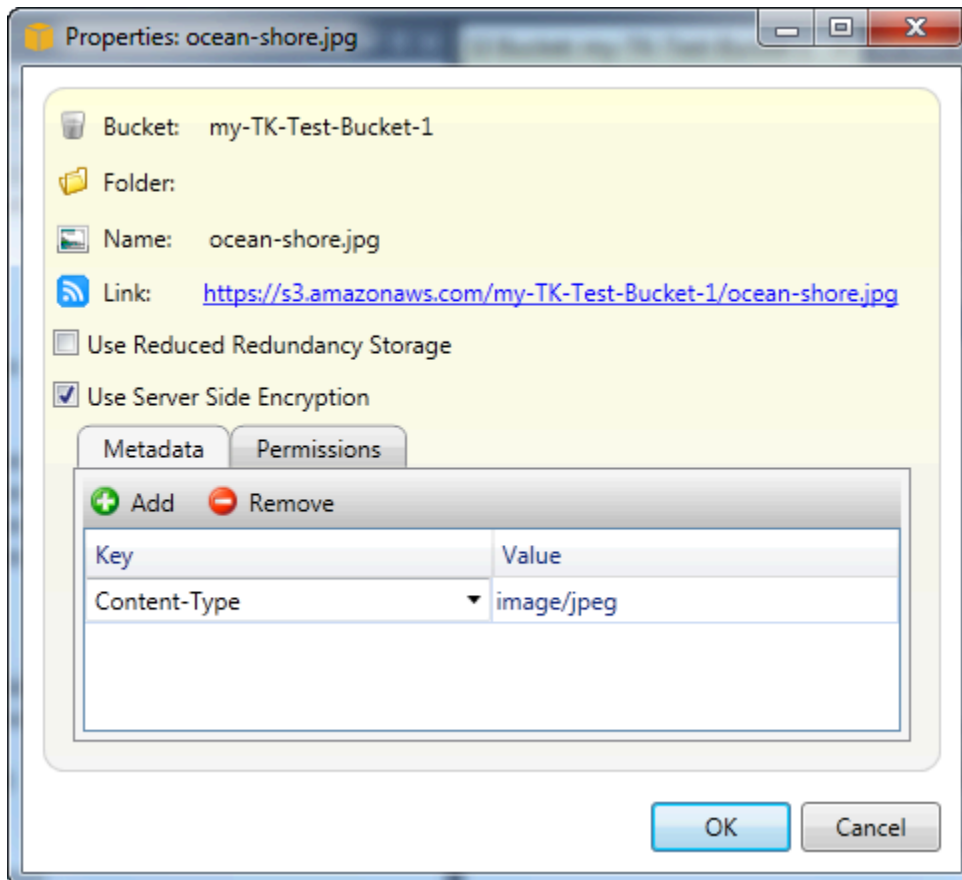 Properties: ocean-shore.jpg
Bucket: my-TK-Test-Bucket-1
Folder:
Name: ocean-shore.jpg
Link: https://s3.amazonaws.com/my-TK-Test-Bucket-1/ocean-shore.jpg
Use Reduced Redundancy Storage
Use Server Side Encryption
Metadata Permissions
Add Remove
Key Value
Content-Type image/jpeg
OK Cancel